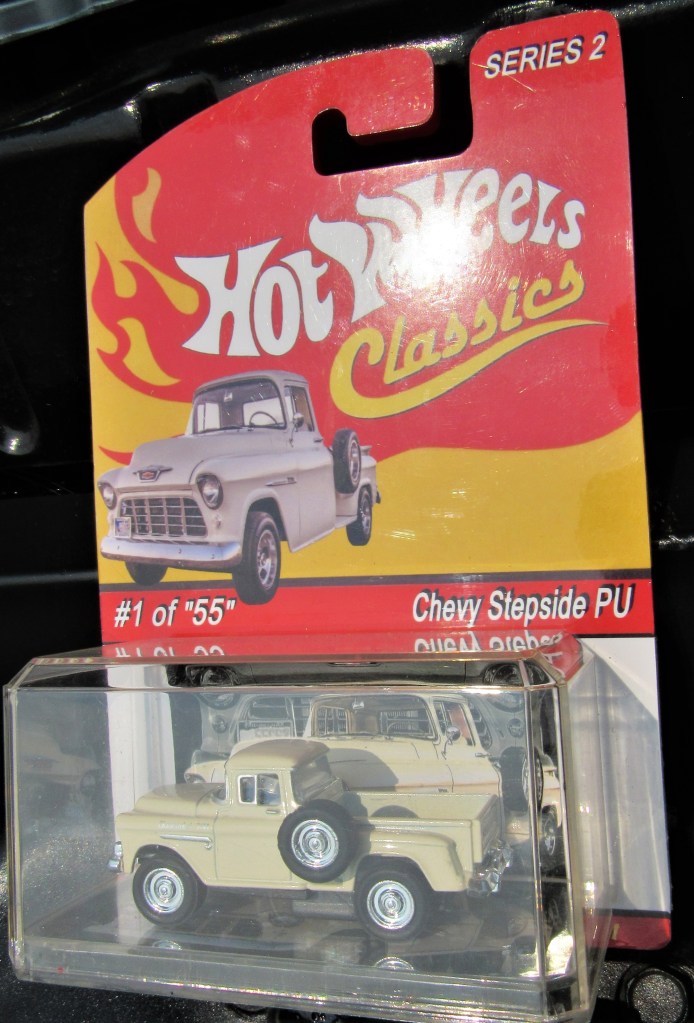 SERIES 2
Hot Wheels
Classics
#1 of "55"
Chevy Stepside PU